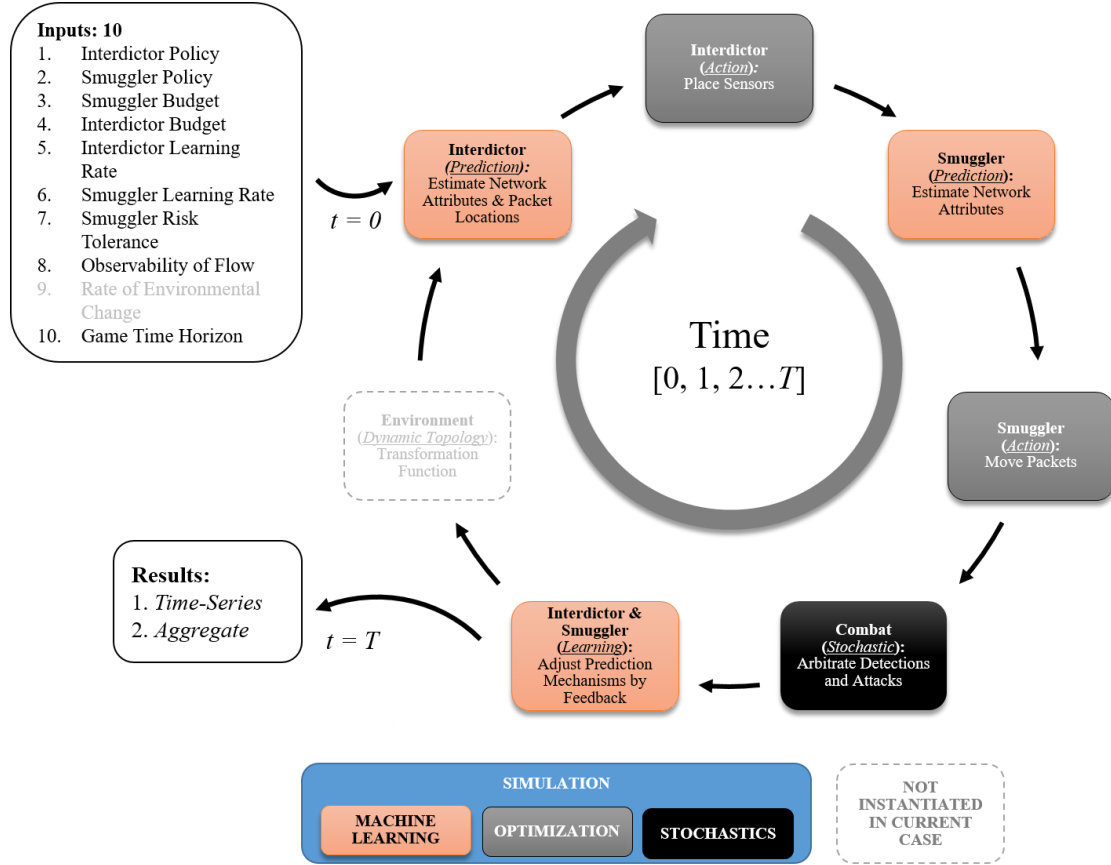 Inputs: 10
1. Interdictor Policy
2. Smuggler Policy
3. Smuggler Budget
4. Interdictor Budget
5. Interdictor Learning
Rate
6. Smuggler Learning Rate
7. Smuggler Risk
Tolerance
8. Observability of Flow
9. Rate of Environmental
Change
10. Game Time Horizon
t = 0
Interdictor
(Prediction):
Estimate Network
Attributes & Packet
Locations
Interdictor
(Action):
Place Sensors
Smuggler
(Prediction):
Estimate Network
Attributes
Time
[0, 1, 2…T]
Smuggler
(Action):
Move Packets
Combat
(Stochastic):
Arbitrate Detections
and Attacks
Interdictor &
Smuggler
(Learning):
Adjust Prediction
Mechanisms by
Feedback
Environment
(Dynamic Topology):
Transformation
Function
t = T
Results:
1. Time-Series
2. Aggregate
SIMULATION
MACHINE
LEARNING
OPTIMIZATION
STOCHASTICS
NOT
INSTANTIATED
IN CURRENT
CASE